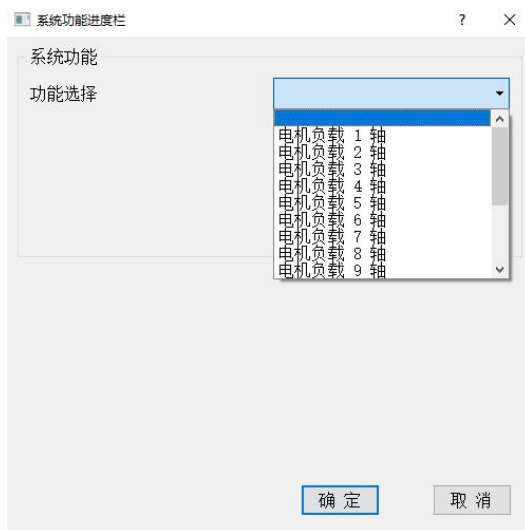 系统功能进度栏
系统功能
功能选择
电机负载 1 轴
电机负载 2 轴
电机负载 3 轴
电机负载 4 轴
电机负载 5 轴
电机负载 6 轴
电机负载 7 轴
电机负载 8 轴
电机负载 9 轴
确 定
取 消